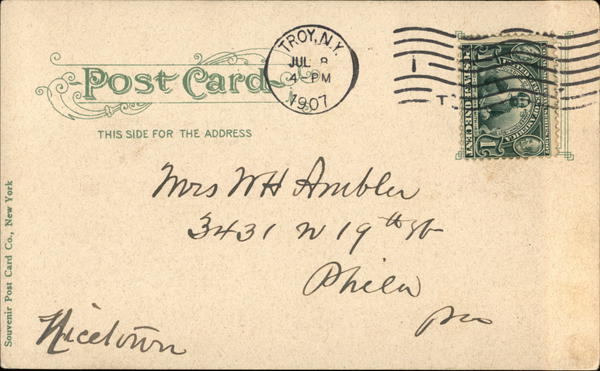 TROY, N.Y.
JUL 8
4-PM
1907
Post Card
THIS SIDE FOR THE ADDRESS
Mrs W H Ambler
3431 N 19th St
Phila
Pa
Nicetown
Souvenir Post Card Co., New York
1
ONE CENT